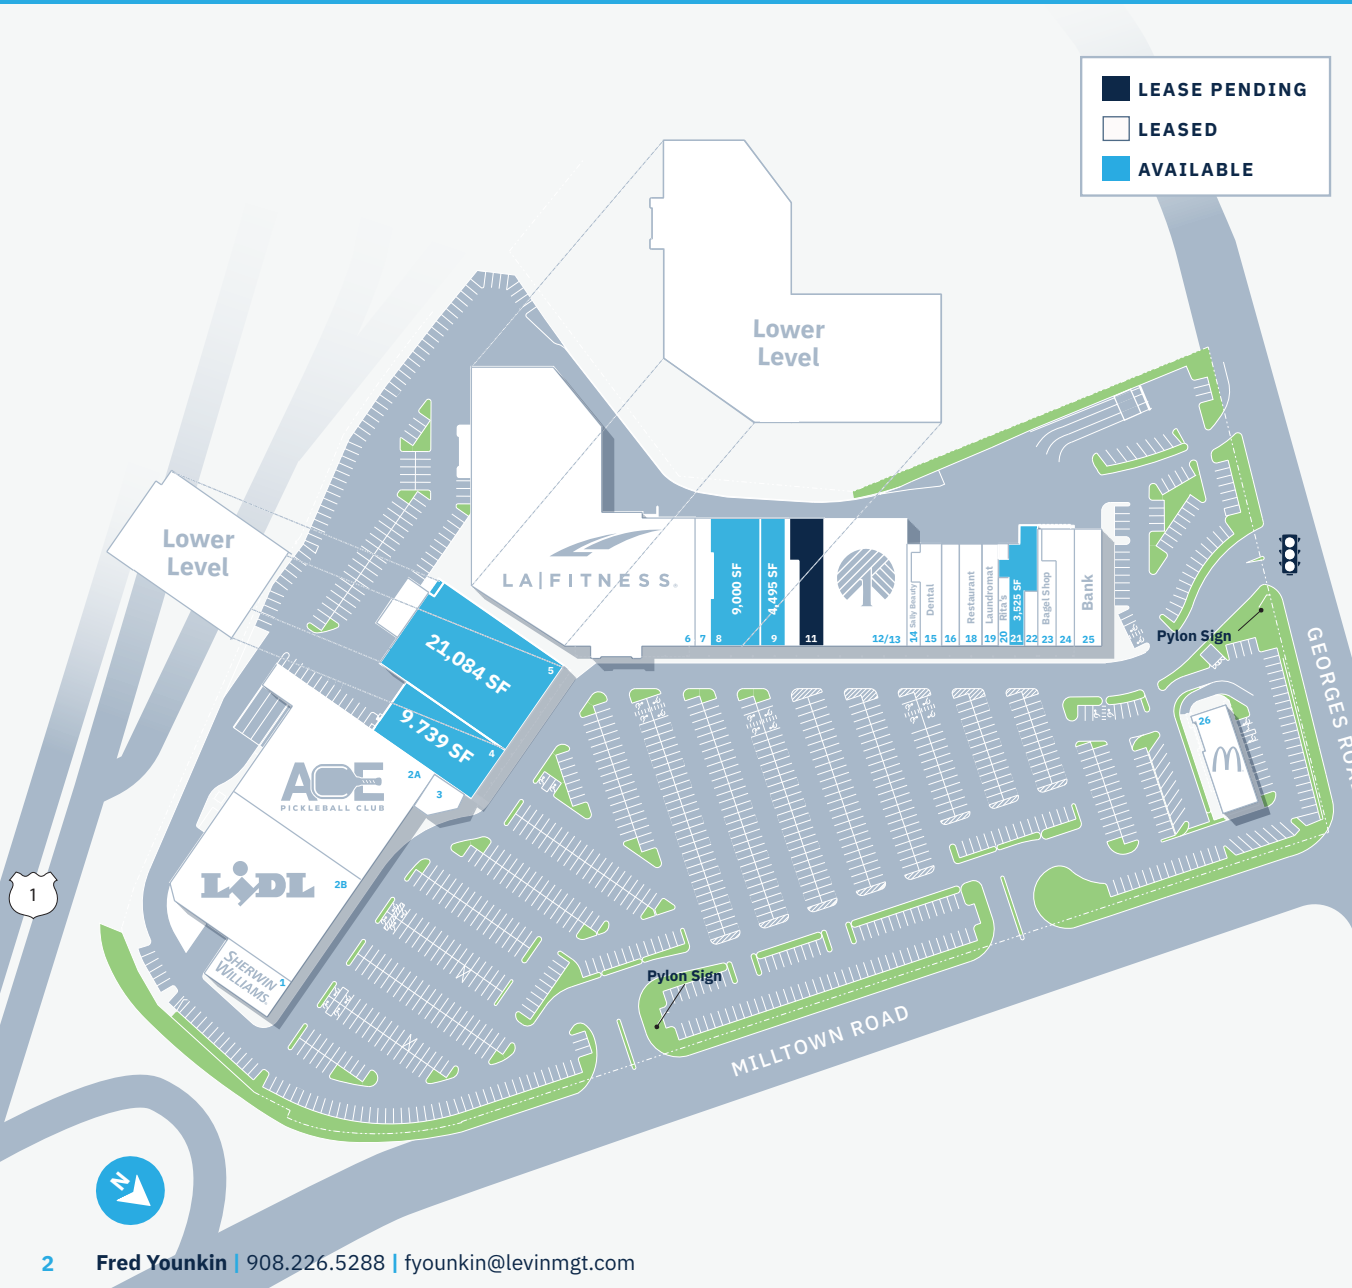 LEASE PENDING
LEASED
AVAILABLE
Lower
Level
Lower
Level
LA|FITNESS.
6
7
9,000 SF
8
4,495 SF
9
11
12/13
14 Sally Beauty
Dental
15
16
Restaurant
18
Laundromat
19
Rita's
20
3,525 SF
21
22
Bagel Shop
23
24
Bank
25
21,084 SF
5
9.739 SF
4
2A
3
ACE
PICKLEBALL CLUB
LIDL
2B
SHERWIN
WILLIAMS.
1
Pylon Sign
26
GEORGES ROAD
1
Pylon Sign
MILLTOWN ROAD
N
2
Fred Younkin | 908.226.5288 | fyounkin@levinmgt.com